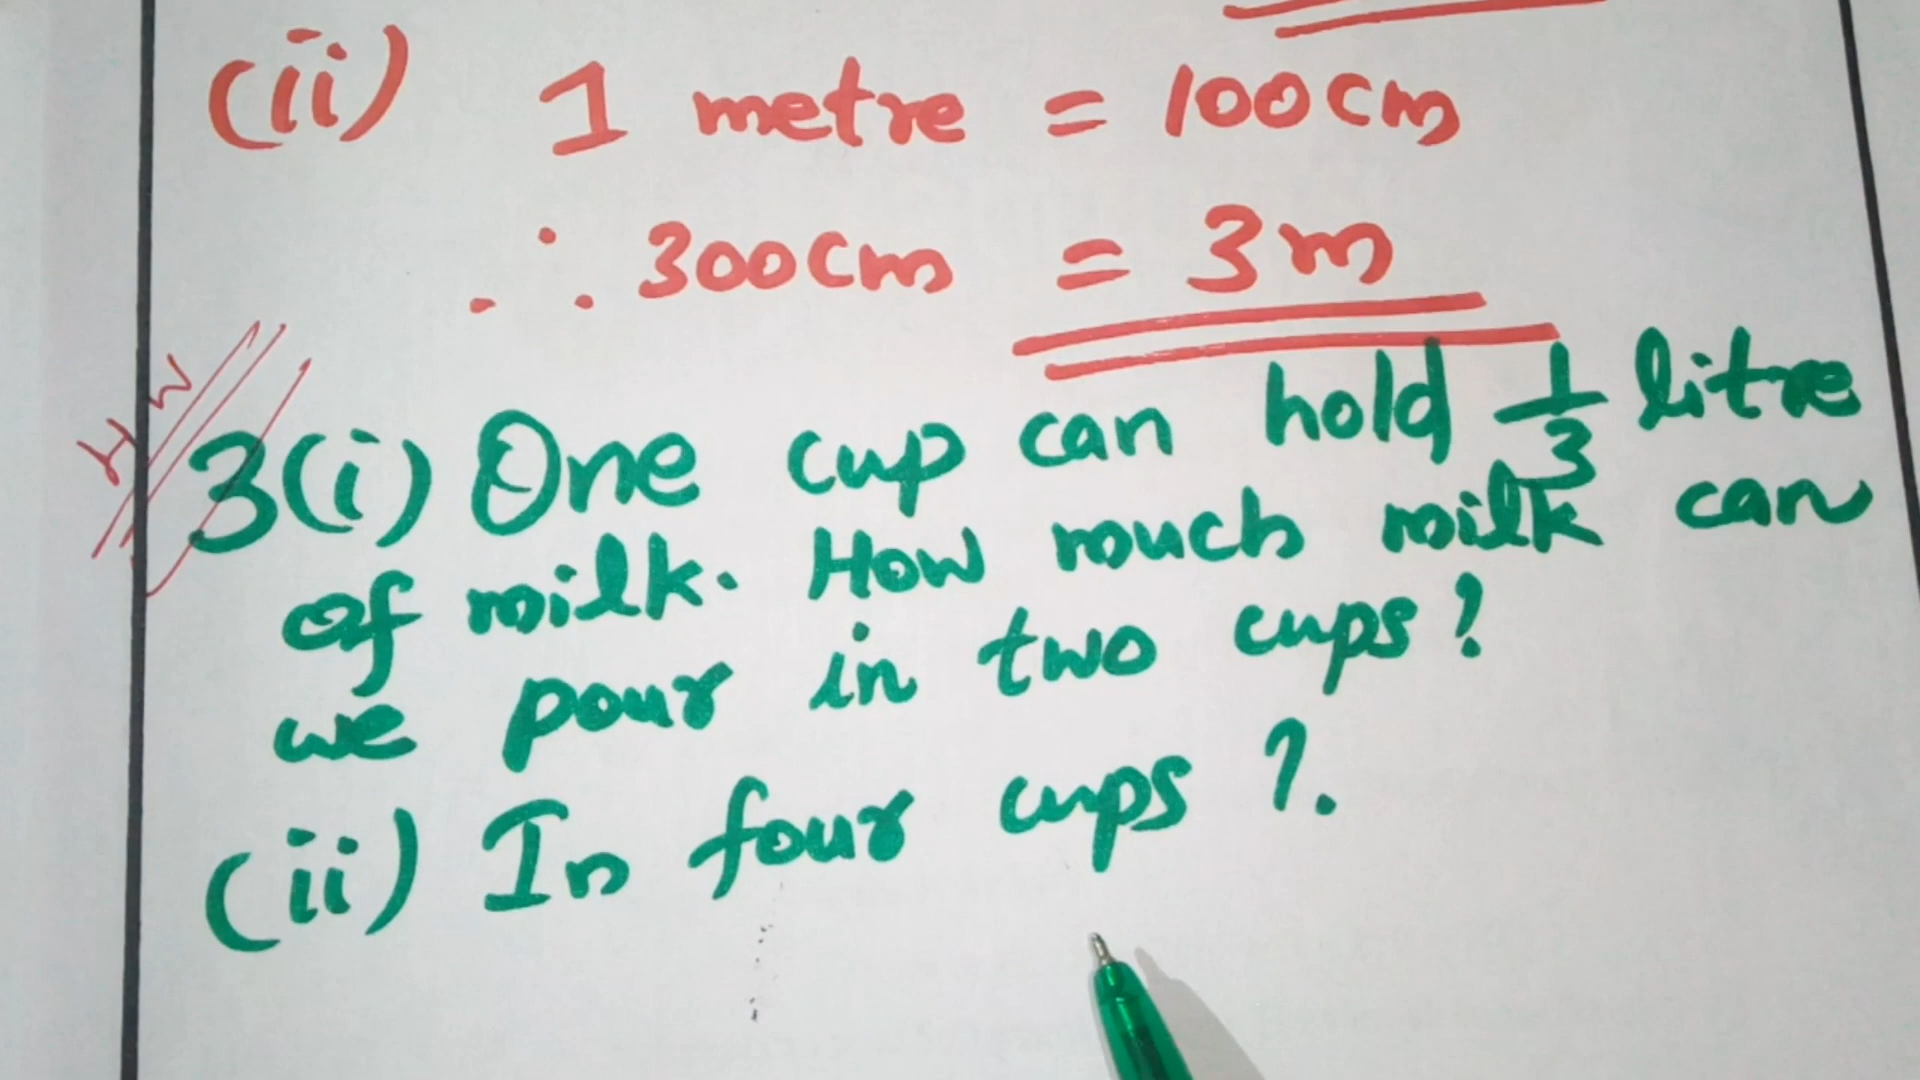 (ii) 1 metre = 100 cm
∴ 300 cm = 3 m
HW
3(i) One cup can hold 1/3 litre
of milk. How much milk can
we pour in two cups?
(ii) In four cups?.